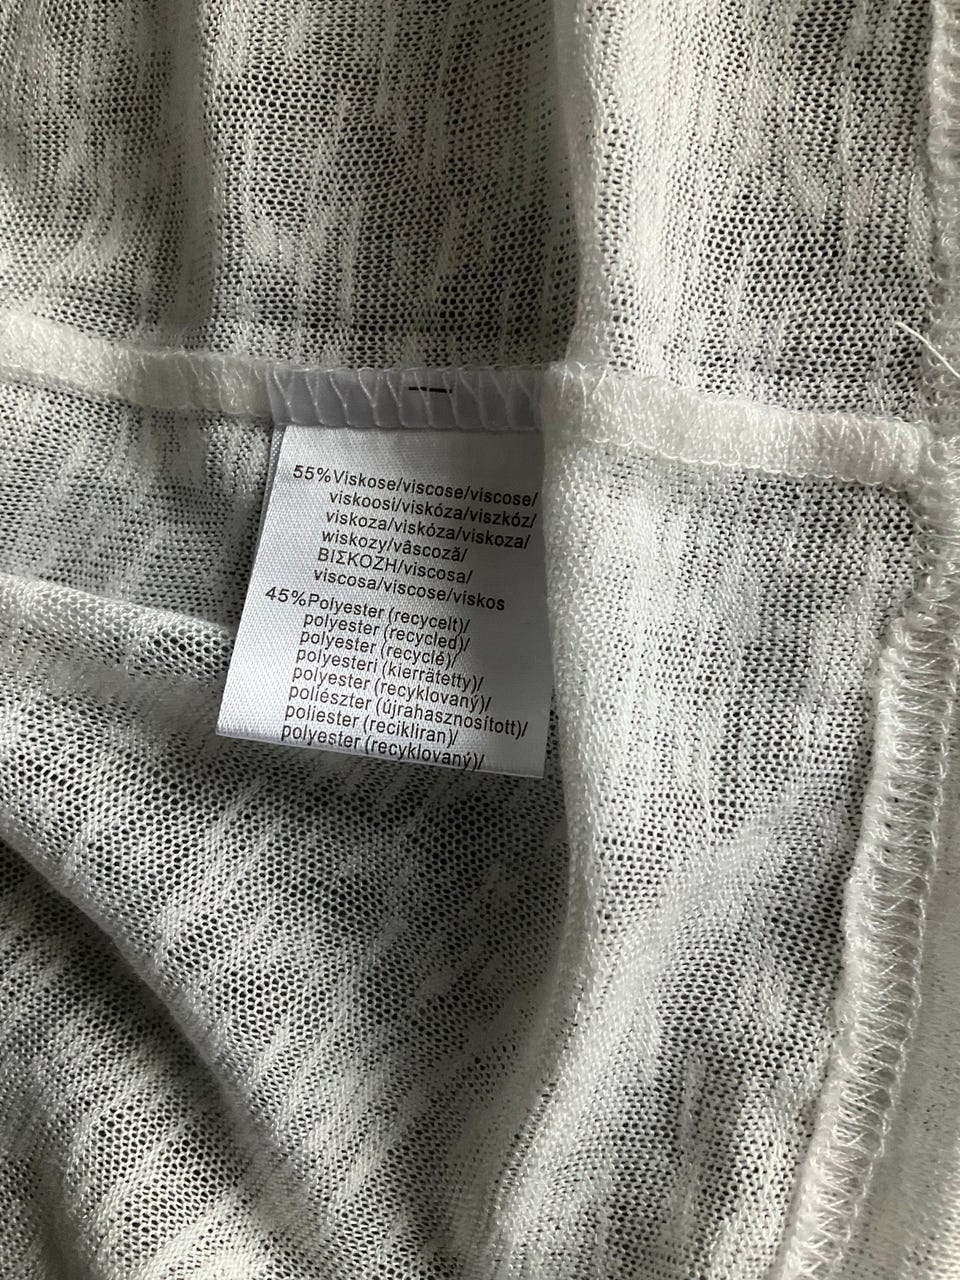 55%Viskose/viscose/viscose/
viskoosi/viskóza/viszkóz/
viskoza/viskóza/viskoza/
wiskozy/vâscoză/
ΒΙΣΚΟΖΗ/viscosa/
viscosa/viscose/viskos
45%Polyester (recycelt)/
polyester (recycled)/
polyester (recyclé)/
polyesteri (kierrätetty)/
polyester (recyklovaný)/
poliészter (újrahasznosított)/
poliester (recikliran)/
polyester (recyklovaný)/